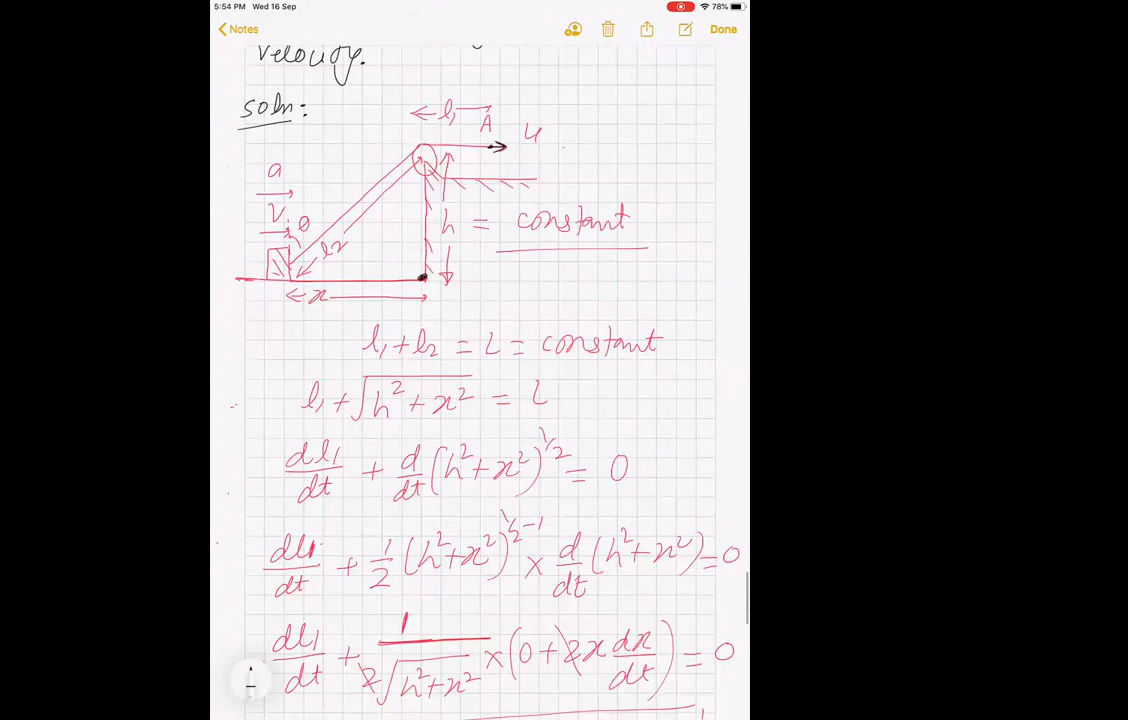 5:54 PM Wed 16 Sep 78%
Notes Done
velocity.
soln:
← l₁ → A
u
a
v θ
l₂
h = constant
x
l₁ + l₂ = L = constant
l₁ + √(h² + x²) = L
dl₁/dt + d/dt (h² + x²)^1/2 = 0
dl₁/dt + 1/2 (h² + x²)^1/2 - 1 × d/dt (h² + x²) = 0
dl₁/dt + 1/2√(h² + x²) × (0 + 2x dx/dt) = 0